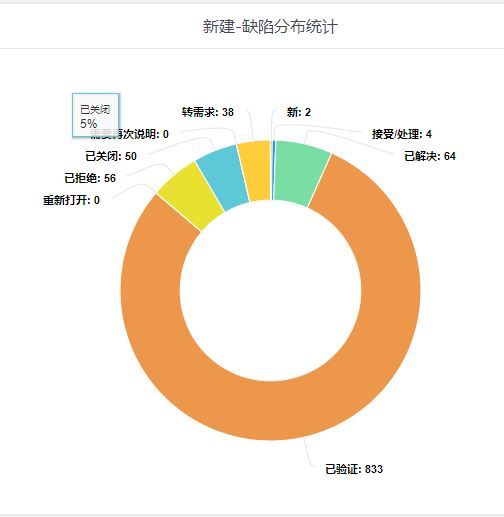 新建-缺陷分布统计
已关闭
5%
转需求: 38
新: 2
需要再次说明: 0
接受/处理: 4
已关闭: 50
已解决: 64
已拒绝: 56
重新打开: 0
已验证: 833